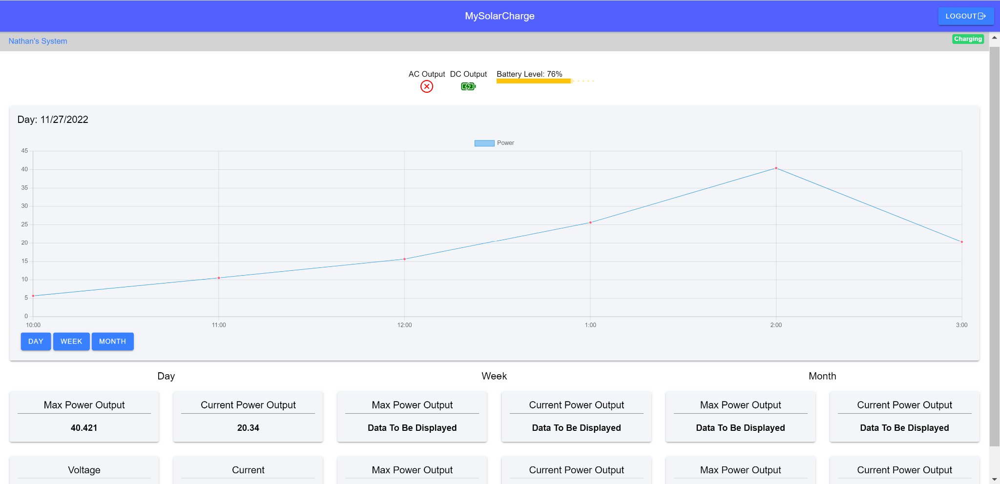 MySolarCharge
LOGOUT
Nathan's System
Charging
AC Output DC Output Battery Level: 76%
Day: 11/27/2022
Power
45
40
35
30
25
20
15
10
5
0
10:00 11:00 12:00 1:00 2:00 3:00
DAY WEEK MONTH
Day Week Month
Max Power Output Current Power Output Max Power Output Current Power Output Max Power Output Current Power Output
40.421 20.34 Data To Be Displayed Data To Be Displayed Data To Be Displayed Data To Be Displayed
Voltage Current Max Power Output Current Power Output Max Power Output Current Power Output